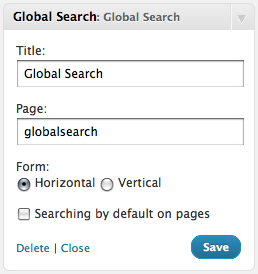 Global Search: Global Search
Title:
Global Search
Page:
globalsearch
Form:
Horizontal Vertical
Searching by default on pages
Delete | Close Save